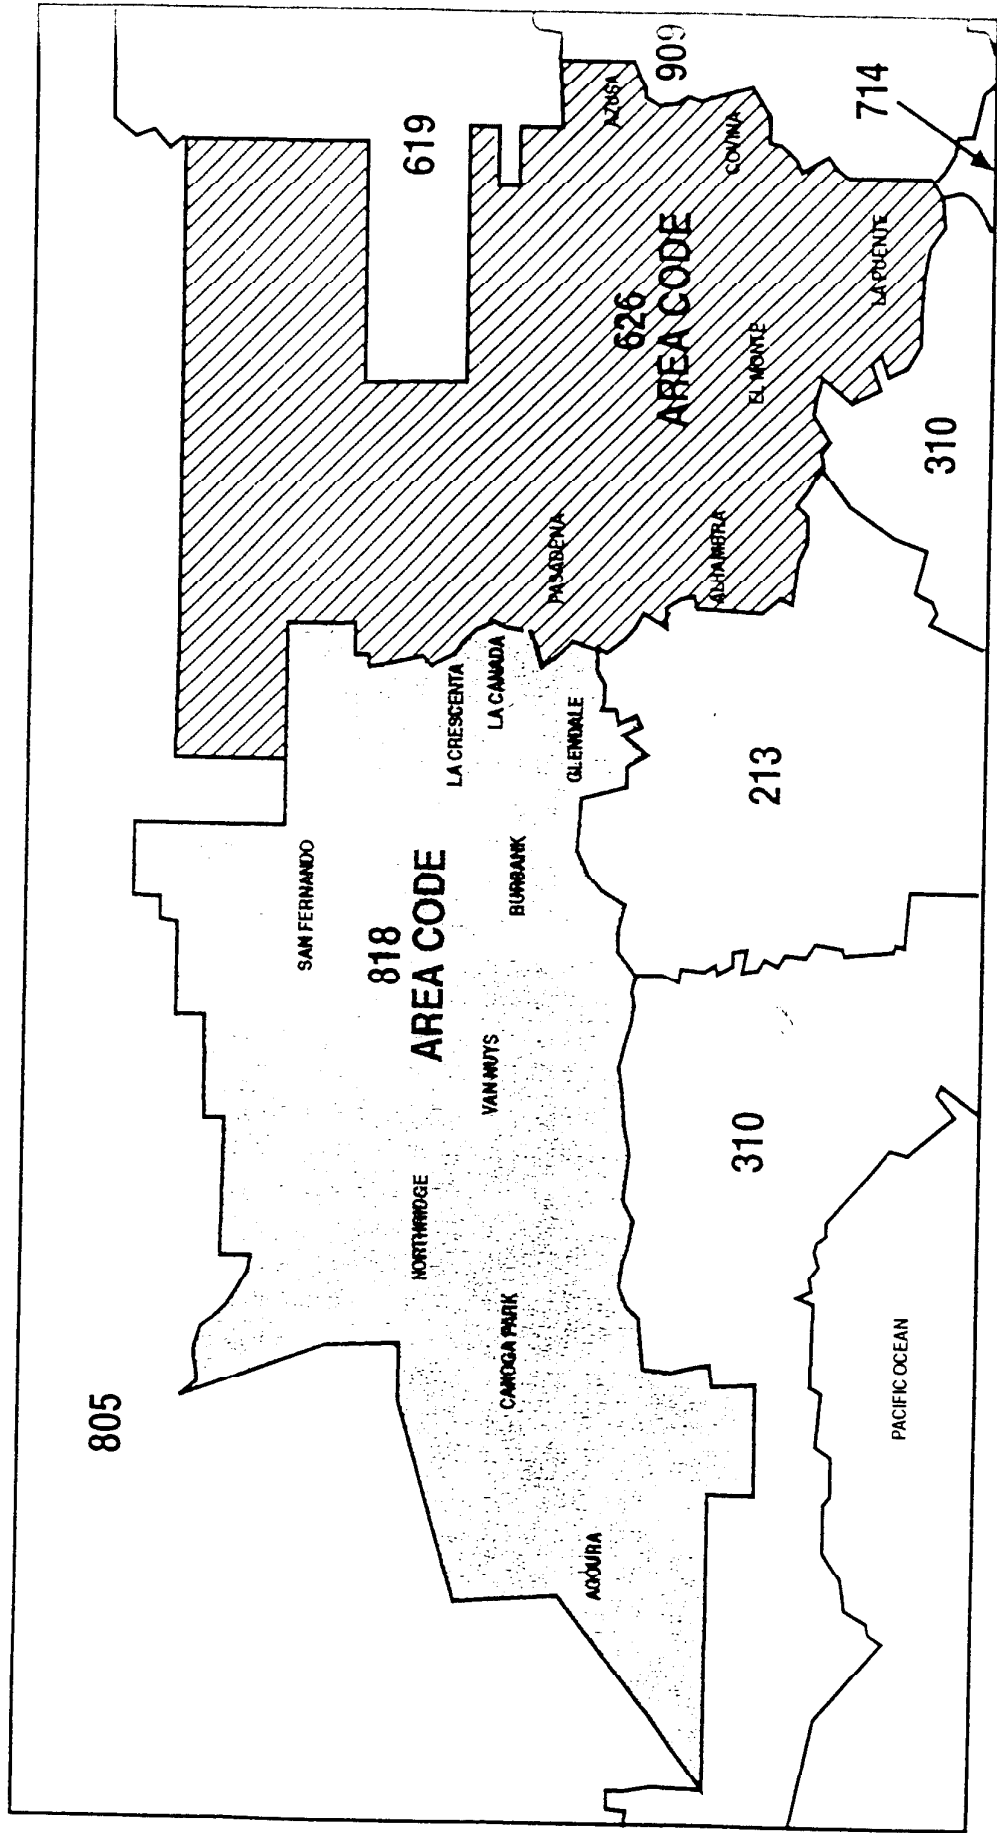 805
619
909
714
SAN FERNANDO
818
AREA CODE
NORTHRIDGE
LA CRESCENTA
LA CANADA
VAN NUYS
BURBANK
CANOGA PARK
GLENDALE
AGOURA
PASADENA
AZUSA
626
AREA CODE
COVINA
EL MONTE
ALHAMBRA
LA PUENTE
310
213
310
PACIFIC OCEAN